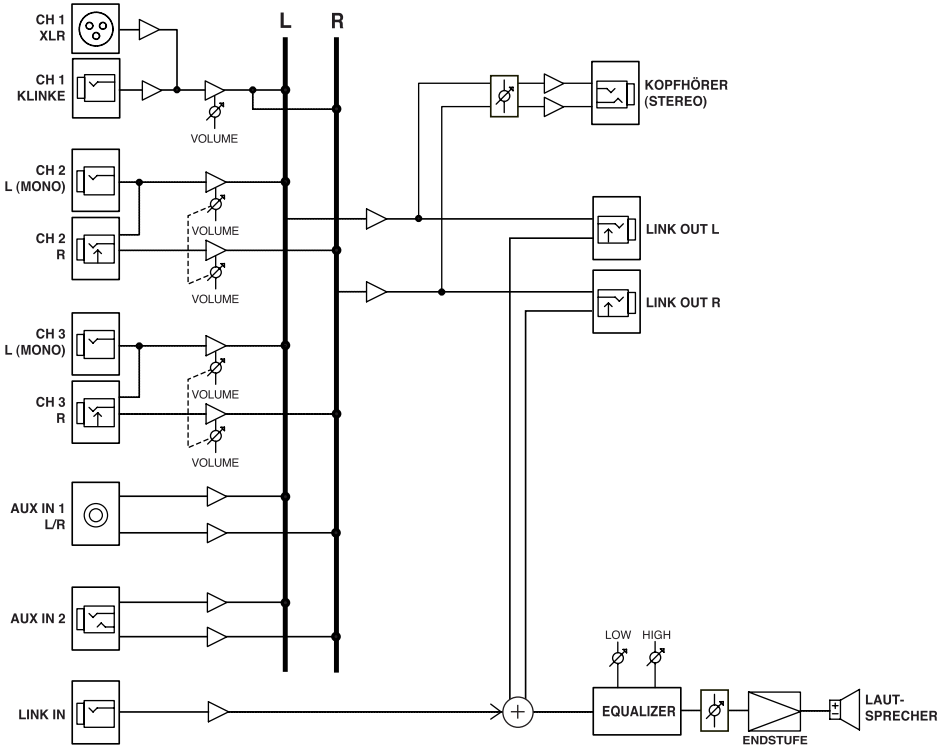 L R
CH 1
XLR
CH 1
KLINKE
VOLUME
KOPFHÖRER
(STEREO)
CH 2
L (MONO)
VOLUME
CH 2
R
VOLUME
LINK OUT L
LINK OUT R
CH 3
L (MONO)
VOLUME
CH 3
R
VOLUME
AUX IN 1
L/R
AUX IN 2
LINK IN
LOW HIGH
EQUALIZER
ENDSTUFE
LAUT-
SPRECHER